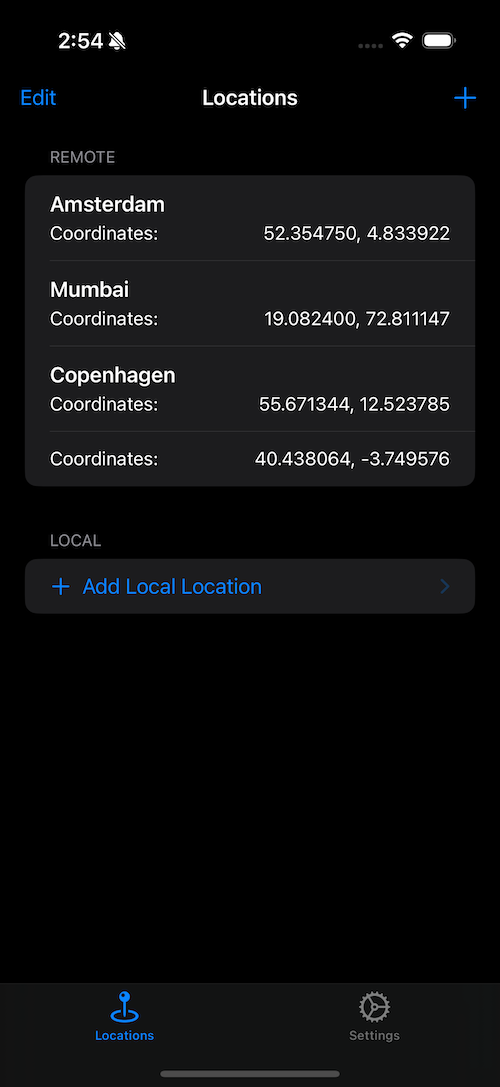 2:54
Edit
Locations
REMOTE
Amsterdam
Coordinates: 52.354750, 4.833922
Mumbai
Coordinates: 19.082400, 72.811147
Copenhagen
Coordinates: 55.671344, 12.523785
Coordinates: 40.438064, -3.749576
LOCAL
Add Local Location
Locations
Settings